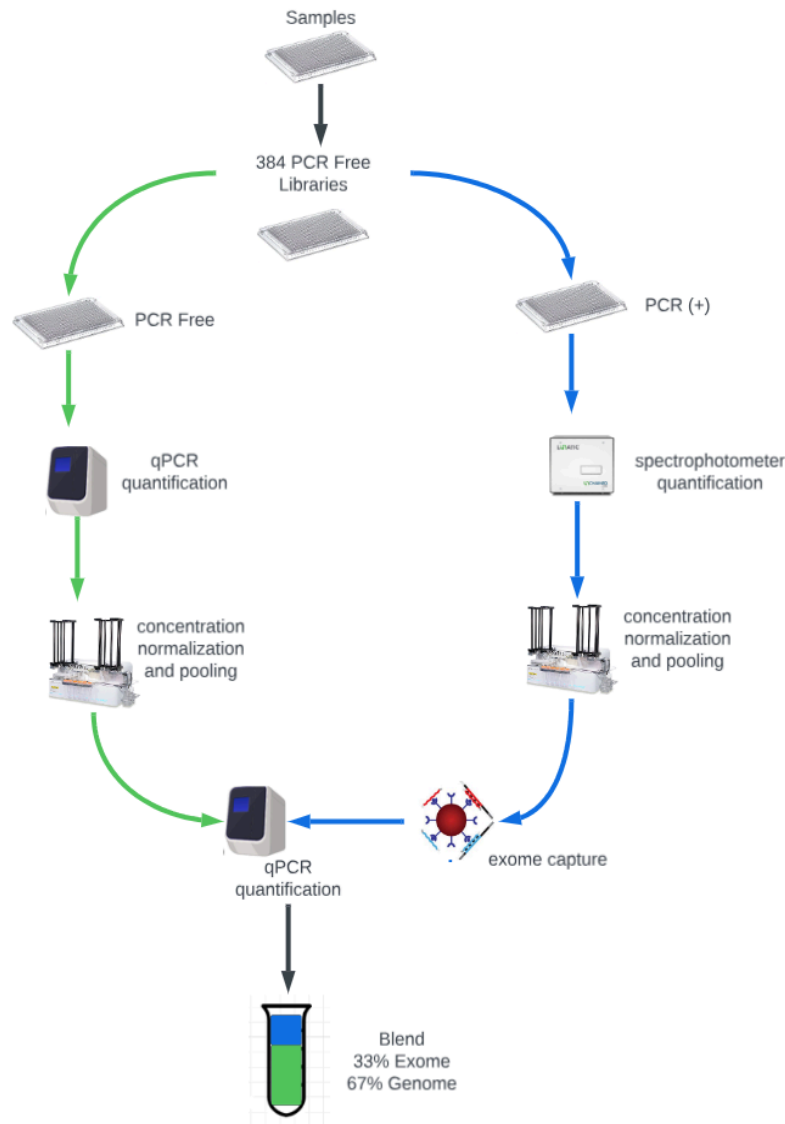 Samples
384 PCR Free
Libraries
PCR Free
PCR (+)
qPCR
quantification
spectrophotometer
quantification
concentration
normalization
and pooling
concentration
normalization
and pooling
exome capture
qPCR
quantification
Blend
33% Exome
67% Genome